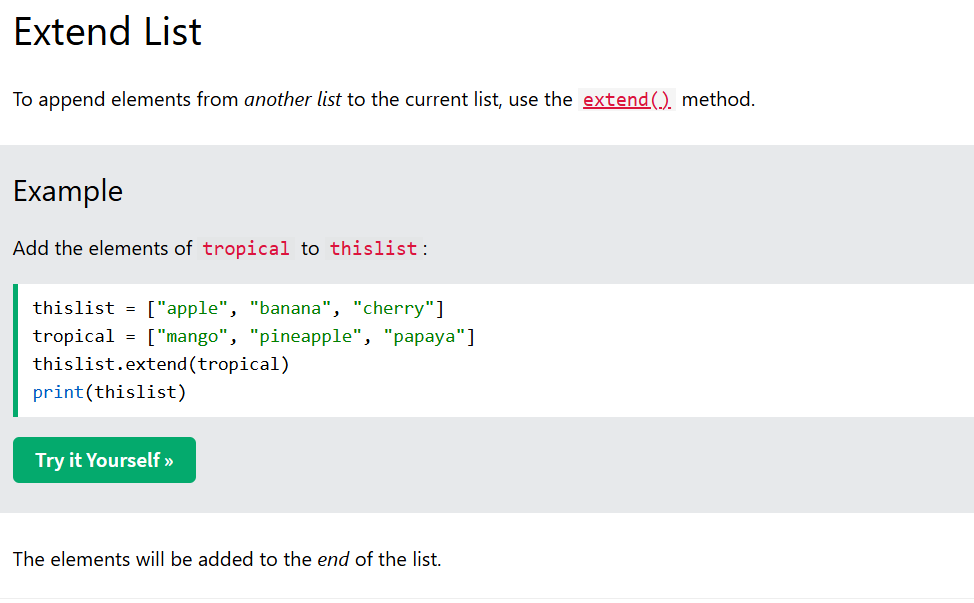 Extend List
To append elements from another list to the current list, use the extend() method.
Example
Add the elements of tropical to thislist:
thislist = ["apple", "banana", "cherry"]
tropical = ["mango", "pineapple", "papaya"]
thislist.extend(tropical)
print(thislist)
Try it Yourself »
The elements will be added to the end of the list.